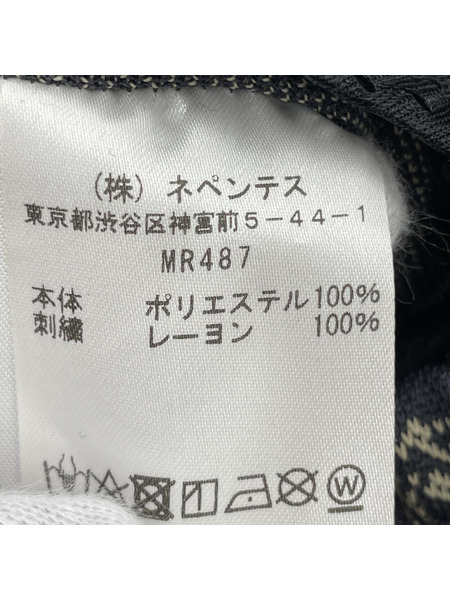 (株) ネペンテス
東京都渋谷区神宮前5-44-1
MR487
本体 ポリエステル100%
刺繍 レーヨン 100%
W